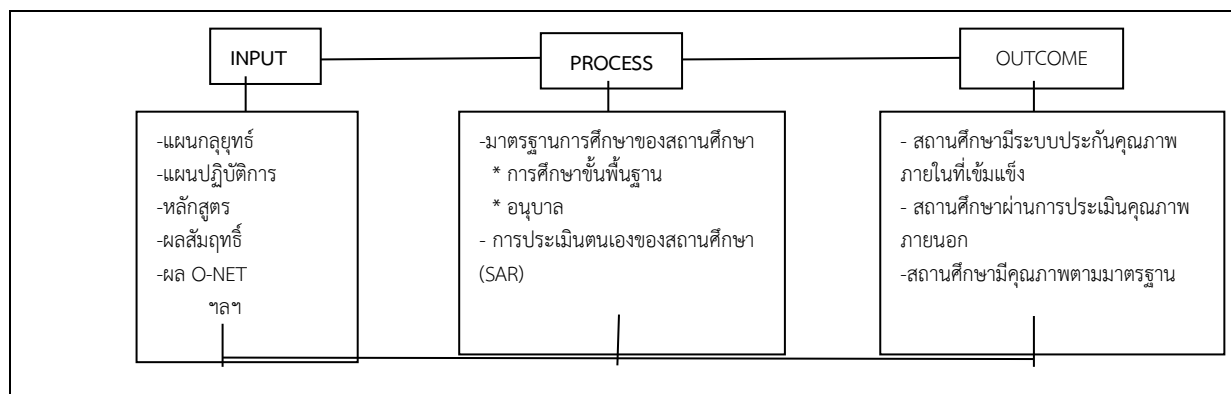 INPUT
PROCESS
OUTCOME
-แผนกลุยุทธ์
-แผนปฏิบัติการ
-หลักสูตร
-ผลสัมฤทธิ์
-ผล O-NET
ฯลฯ
-มาตรฐานการศึกษาของสถานศึกษา
* การศึกษาขั้นพื้นฐาน
* อนุบาล
- การประเมินตนเองของสถานศึกษา
(SAR)
- สถานศึกษามีระบบประกันคุณภาพ
ภายในที่เข้มแข็ง
- สถานศึกษาผ่านการประเมินคุณภาพ
ภายนอก
-สถานศึกษามีคุณภาพตามมาตรฐาน